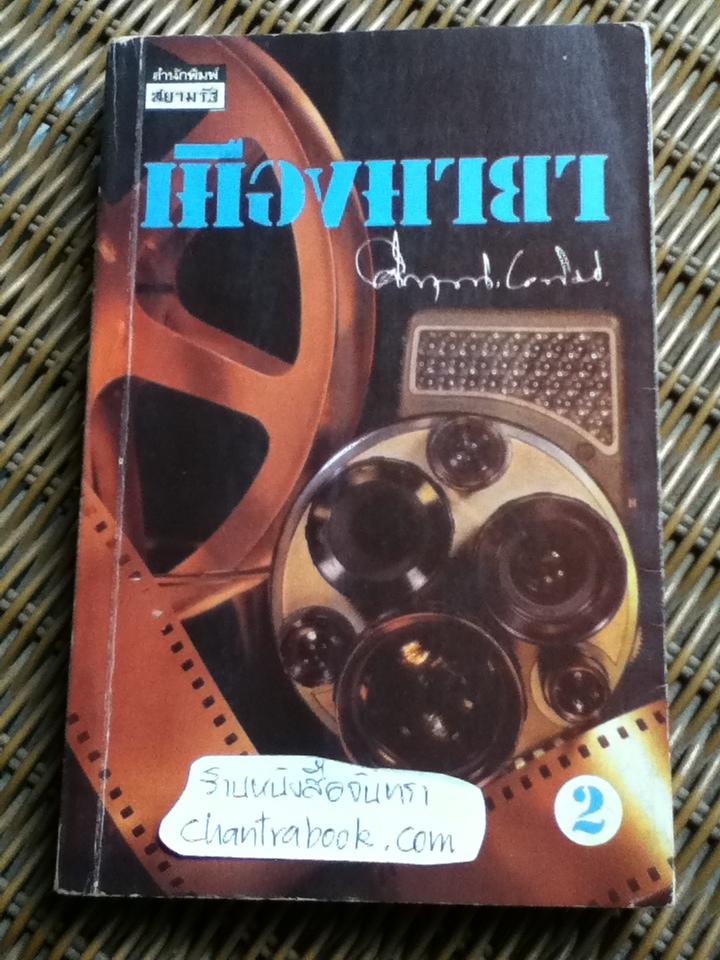 สำนักพิมพ์
สยามรัฐ
เมืองมายา
2
ร้านหนังสือจันทรา
chantrabook.com